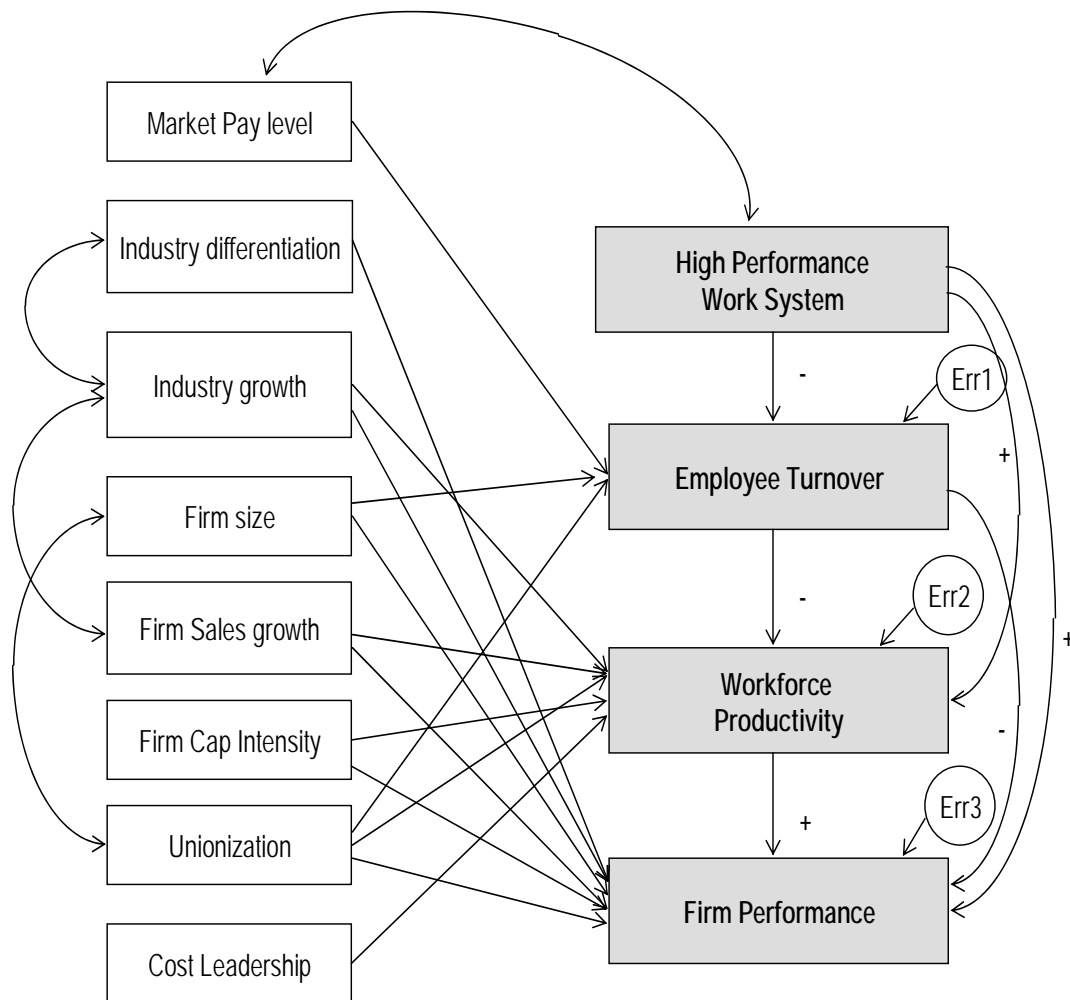 Market Pay level
Industry differentiation
Industry growth
Firm size
Firm Sales growth
Firm Cap Intensity
Unionization
Cost Leadership
High Performance
Work System
-
Err1
+
Employee Turnover
-
Err2
+
Workforce
Productivity
-
+
Err3
Firm Performance